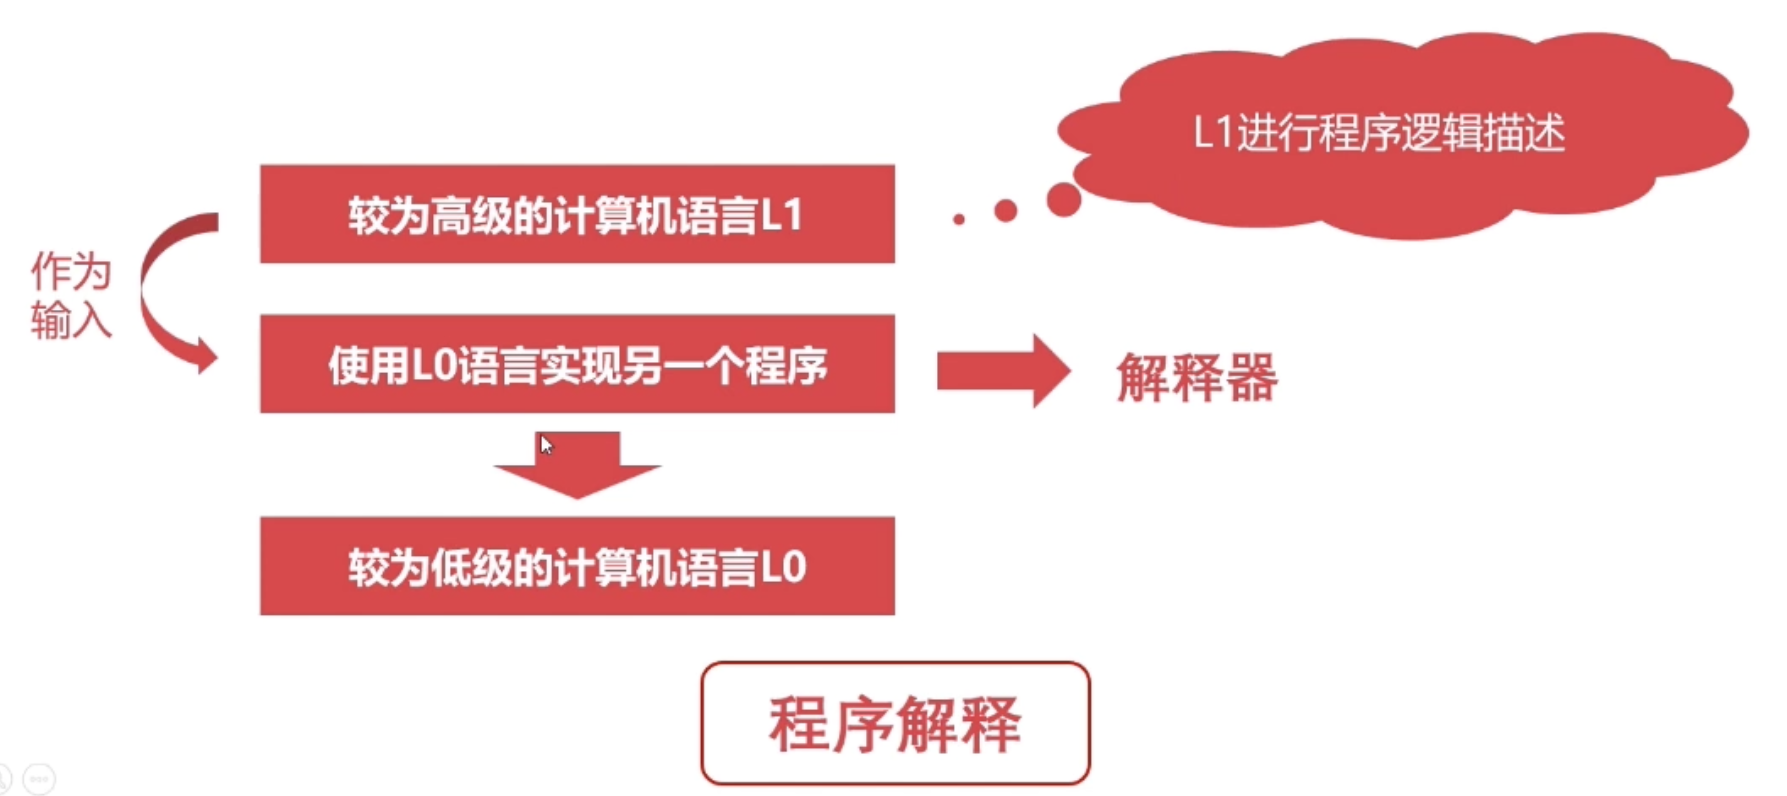 L1进行程序逻辑描述
较为高级的计算机语言L1
作为
输入
使用L0语言实现另一个程序
解释器
较为低级的计算机语言L0
程序解释